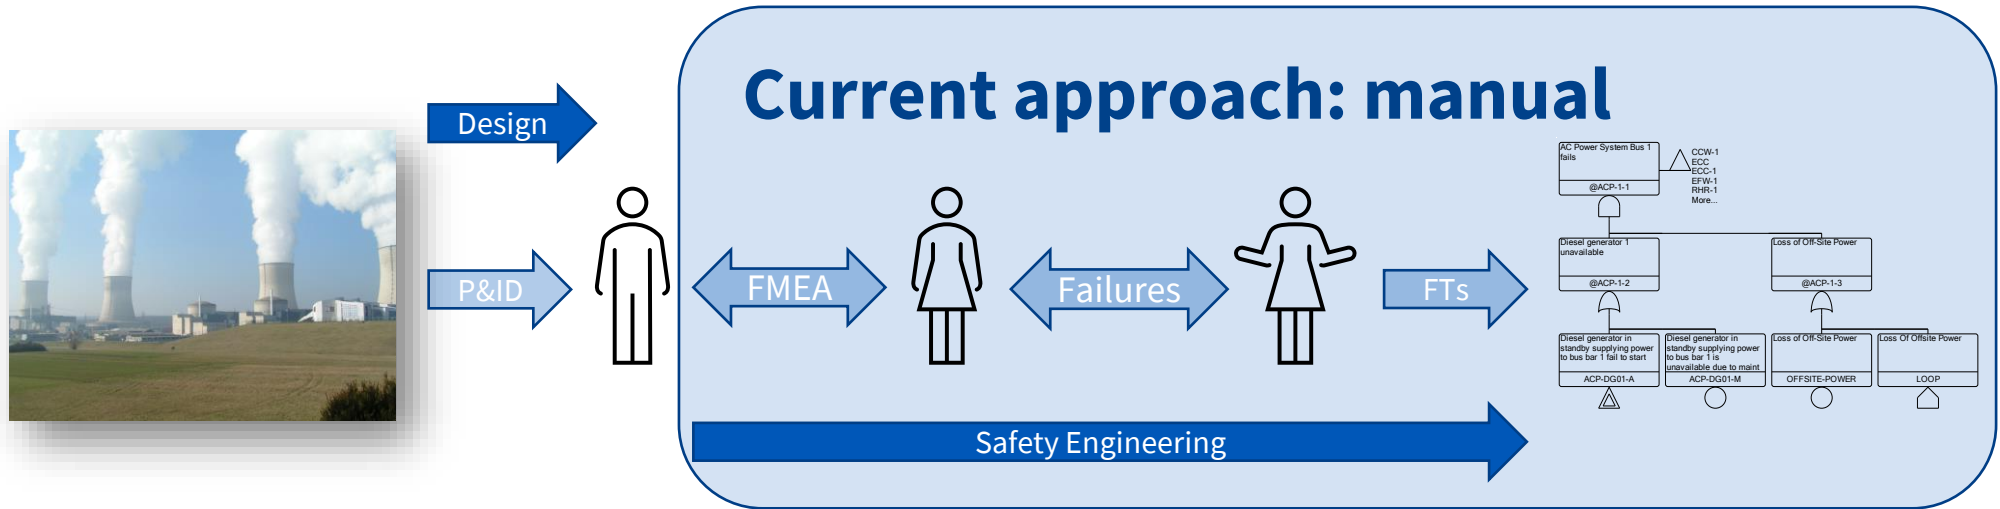 Current approach: manual
Design
P&ID
FMEA
Failures
FTs
Safety Engineering
AC Power System Bus 1
fails
@ACP-1-1
CCW-1
ECC
ECC-1
EFW-1
RHR-1
More...
Diesel generator 1
unavailable
@ACP-1-2
Loss of Off-Site Power
@ACP-1-3
Diesel generator in
standby supplying power
to bus bar 1 fail to start
ACP-DG01-A
Diesel generator in
standby supplying power
to bus bar 1 is
unavailable due to maint
ACP-DG01-M
Loss of Off-Site Power
OFFSITE-POWER
Loss Of Offsite Power
LOOP